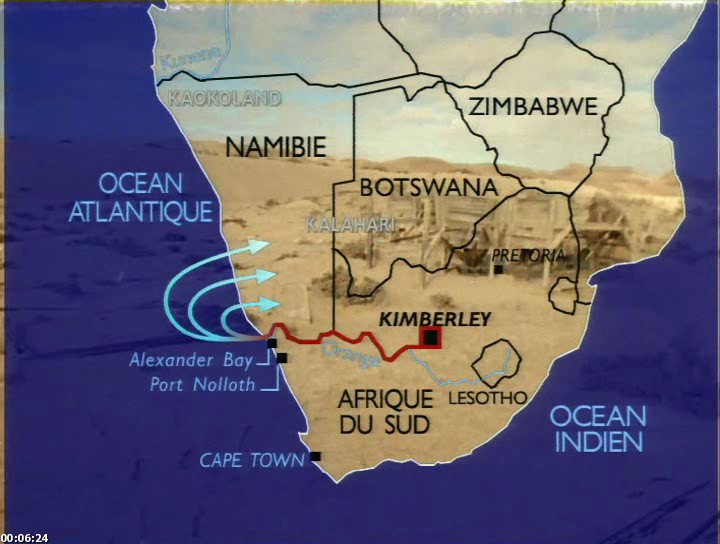 Kunene
KAOKOLAND
ZIMBABWE
NAMIBIE
OCEAN
ATLANTIQUE
BOTSWANA
KALAHARI
PRETORIA
KIMBERLEY
Orange
Alexander Bay
Port Nolloth
AFRIQUE
DU SUD
LESOTHO
OCEAN
INDIEN
CAPE TOWN
00:06:24